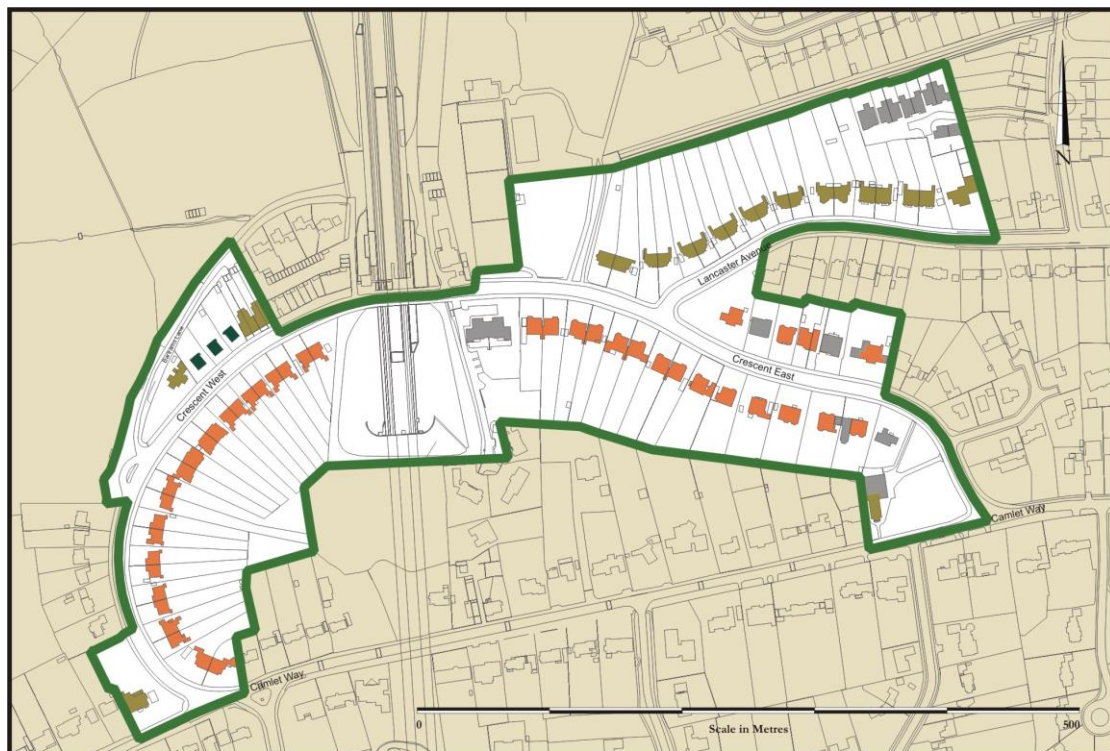 N
Lancaster Avenue
Crescent East
Crescent West
Camlet Way
Camlet Way
0
500
Scale in Metres